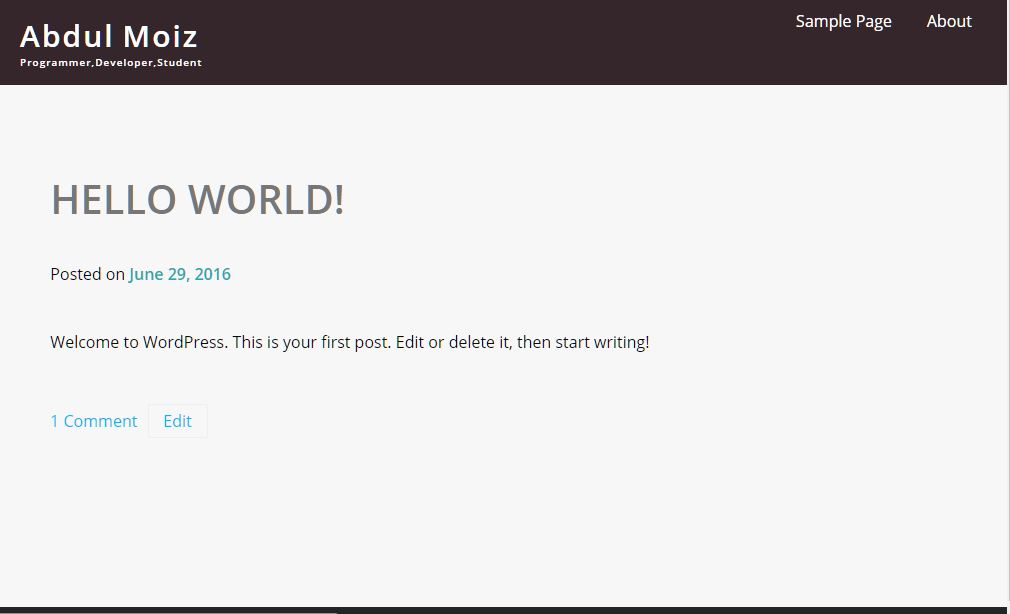 Abdul Moiz
Programmer,Developer,Student
Sample Page About
HELLO WORLD!
Posted on June 29, 2016
Welcome to WordPress. This is your first post. Edit or delete it, then start writing!
1 Comment Edit